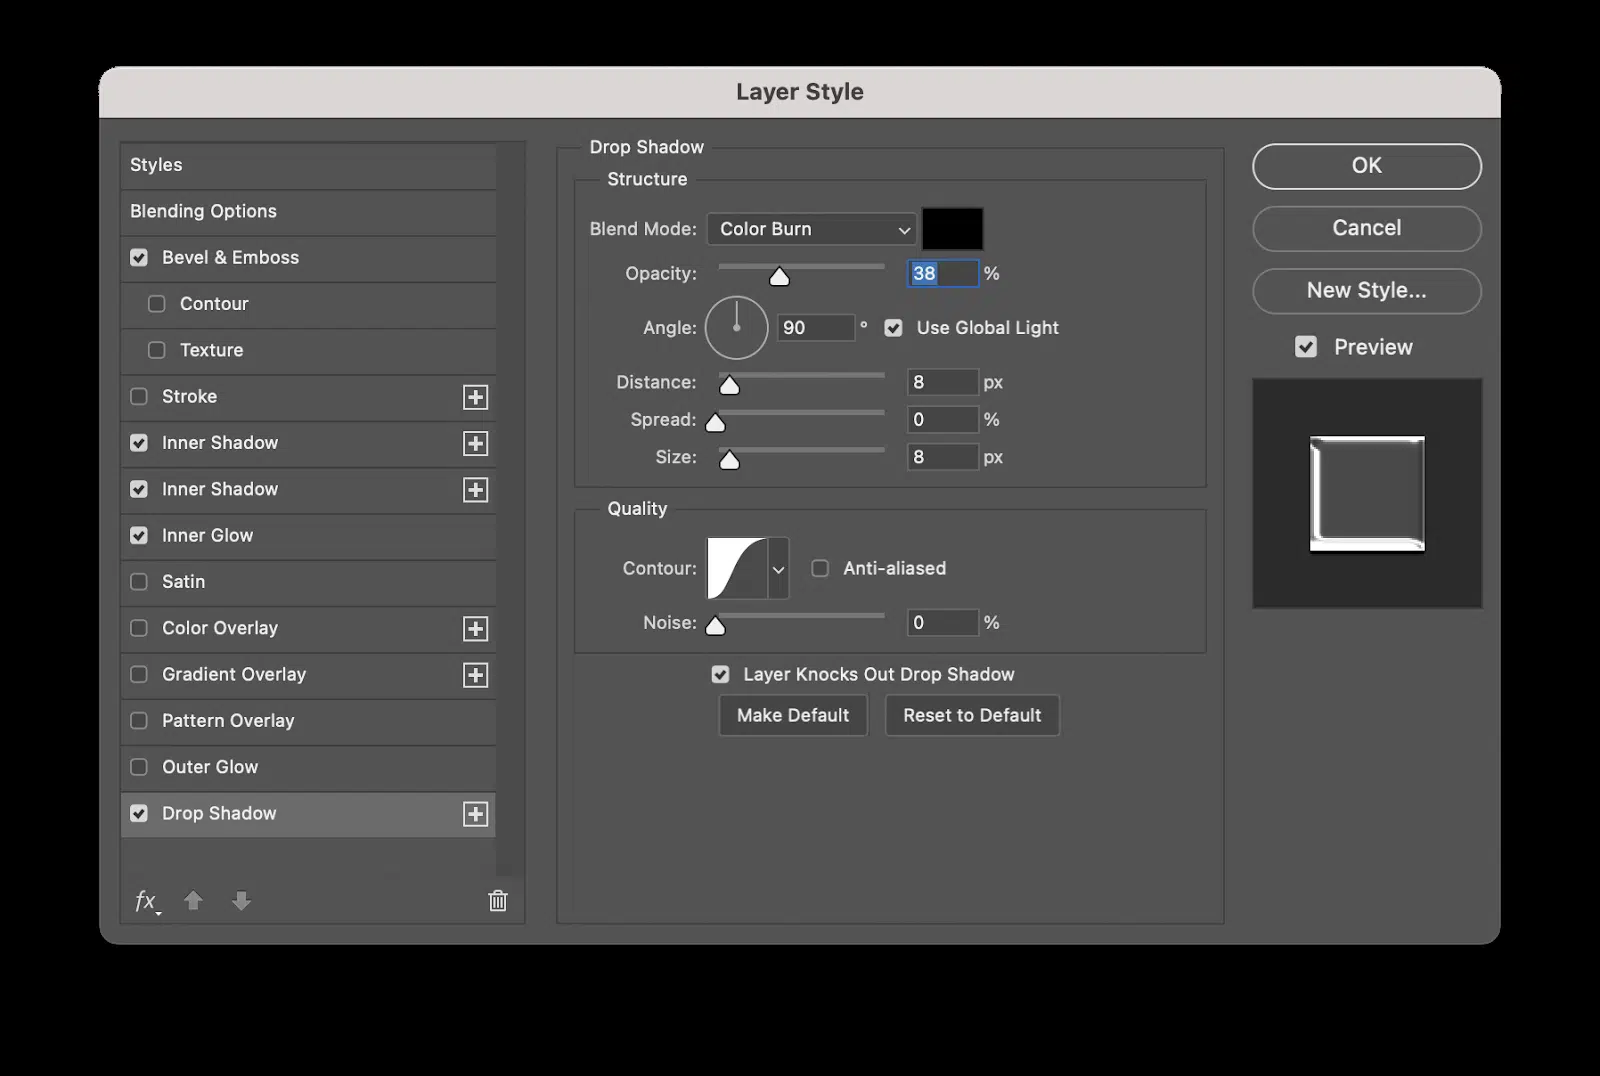 Layer Style
Styles
Blending Options
Bevel & Emboss
Contour
Texture
Stroke
Inner Shadow
Inner Shadow
Inner Glow
Satin
Color Overlay
Gradient Overlay
Pattern Overlay
Outer Glow
Drop Shadow
fx
Drop Shadow
Structure
Blend Mode: Color Burn
Opacity: 38 %
Angle: 90 ° Use Global Light
Distance: 8 px
Spread: 0 %
Size: 8 px
Quality
Contour: Anti-aliased
Noise: 0 %
Layer Knocks Out Drop Shadow
Make Default Reset to Default
OK
Cancel
New Style...
Preview